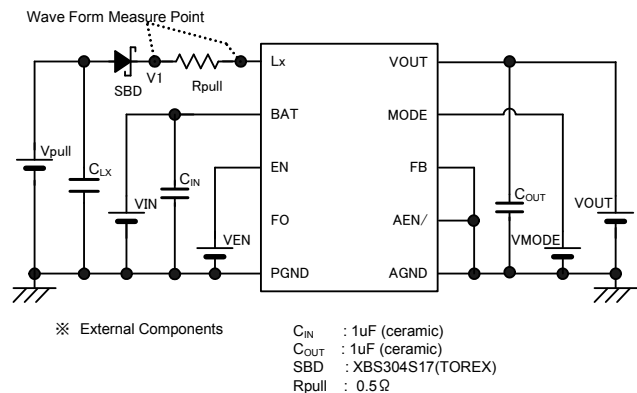 Wave Form Measure Point
V1
SBD
Rpull
Lx
VOUT
BAT
MODE
Vpull
CLX
EN
FB
CIN
COUT
VIN
FO
AEN/
VOUT
VEN
VMODE
PGND
AGND
※ External Components
CIN : 1uF (ceramic)
COUT : 1uF (ceramic)
SBD : XBS304S17(TOREX)
Rpull : 0.5Ω